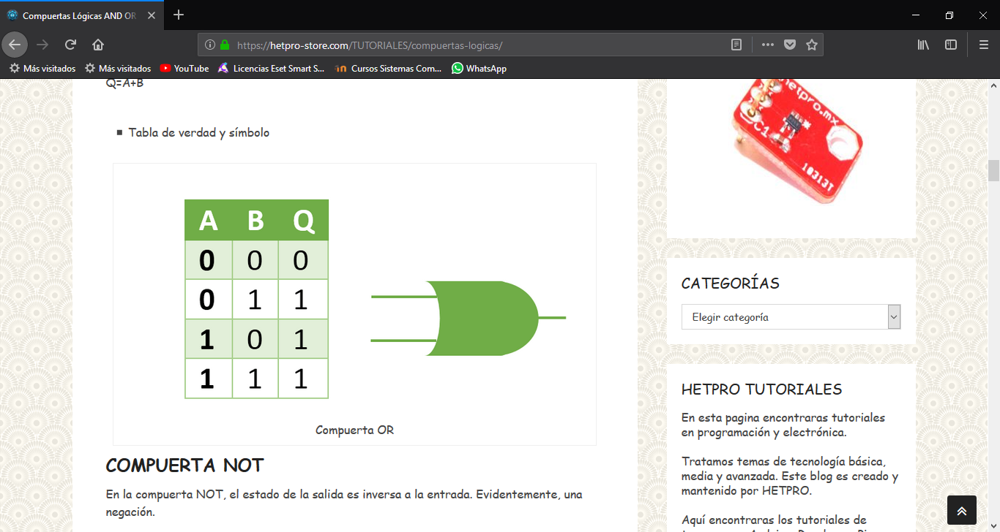 Compuertas Lógicas AND OR
https://hetpro-store.com/TUTORIALES/compuertas-logicas/
Más visitados Más visitados YouTube Licencias Eset Smart S... Cursos Sistemas Com... WhatsApp
Q=A+B
Tabla de verdad y símbolo
A B Q
0 0 0
0 1 1
1 0 1
1 1 1
Compuerta OR
COMPUERTA NOT
En la compuerta NOT, el estado de la salida es inversa a la entrada. Evidentemente, una
negación.
hetpro.mx
10313T
CATEGORÍAS
Elegir categoría
HETPRO TUTORIALES
En esta pagina encontraras tutoriales
en programación y electrónica.
Tratamos temas de tecnología básica,
media y avanzada. Este blog es creado y
mantenido por HETPRO.
Aquí encontraras los tutoriales de